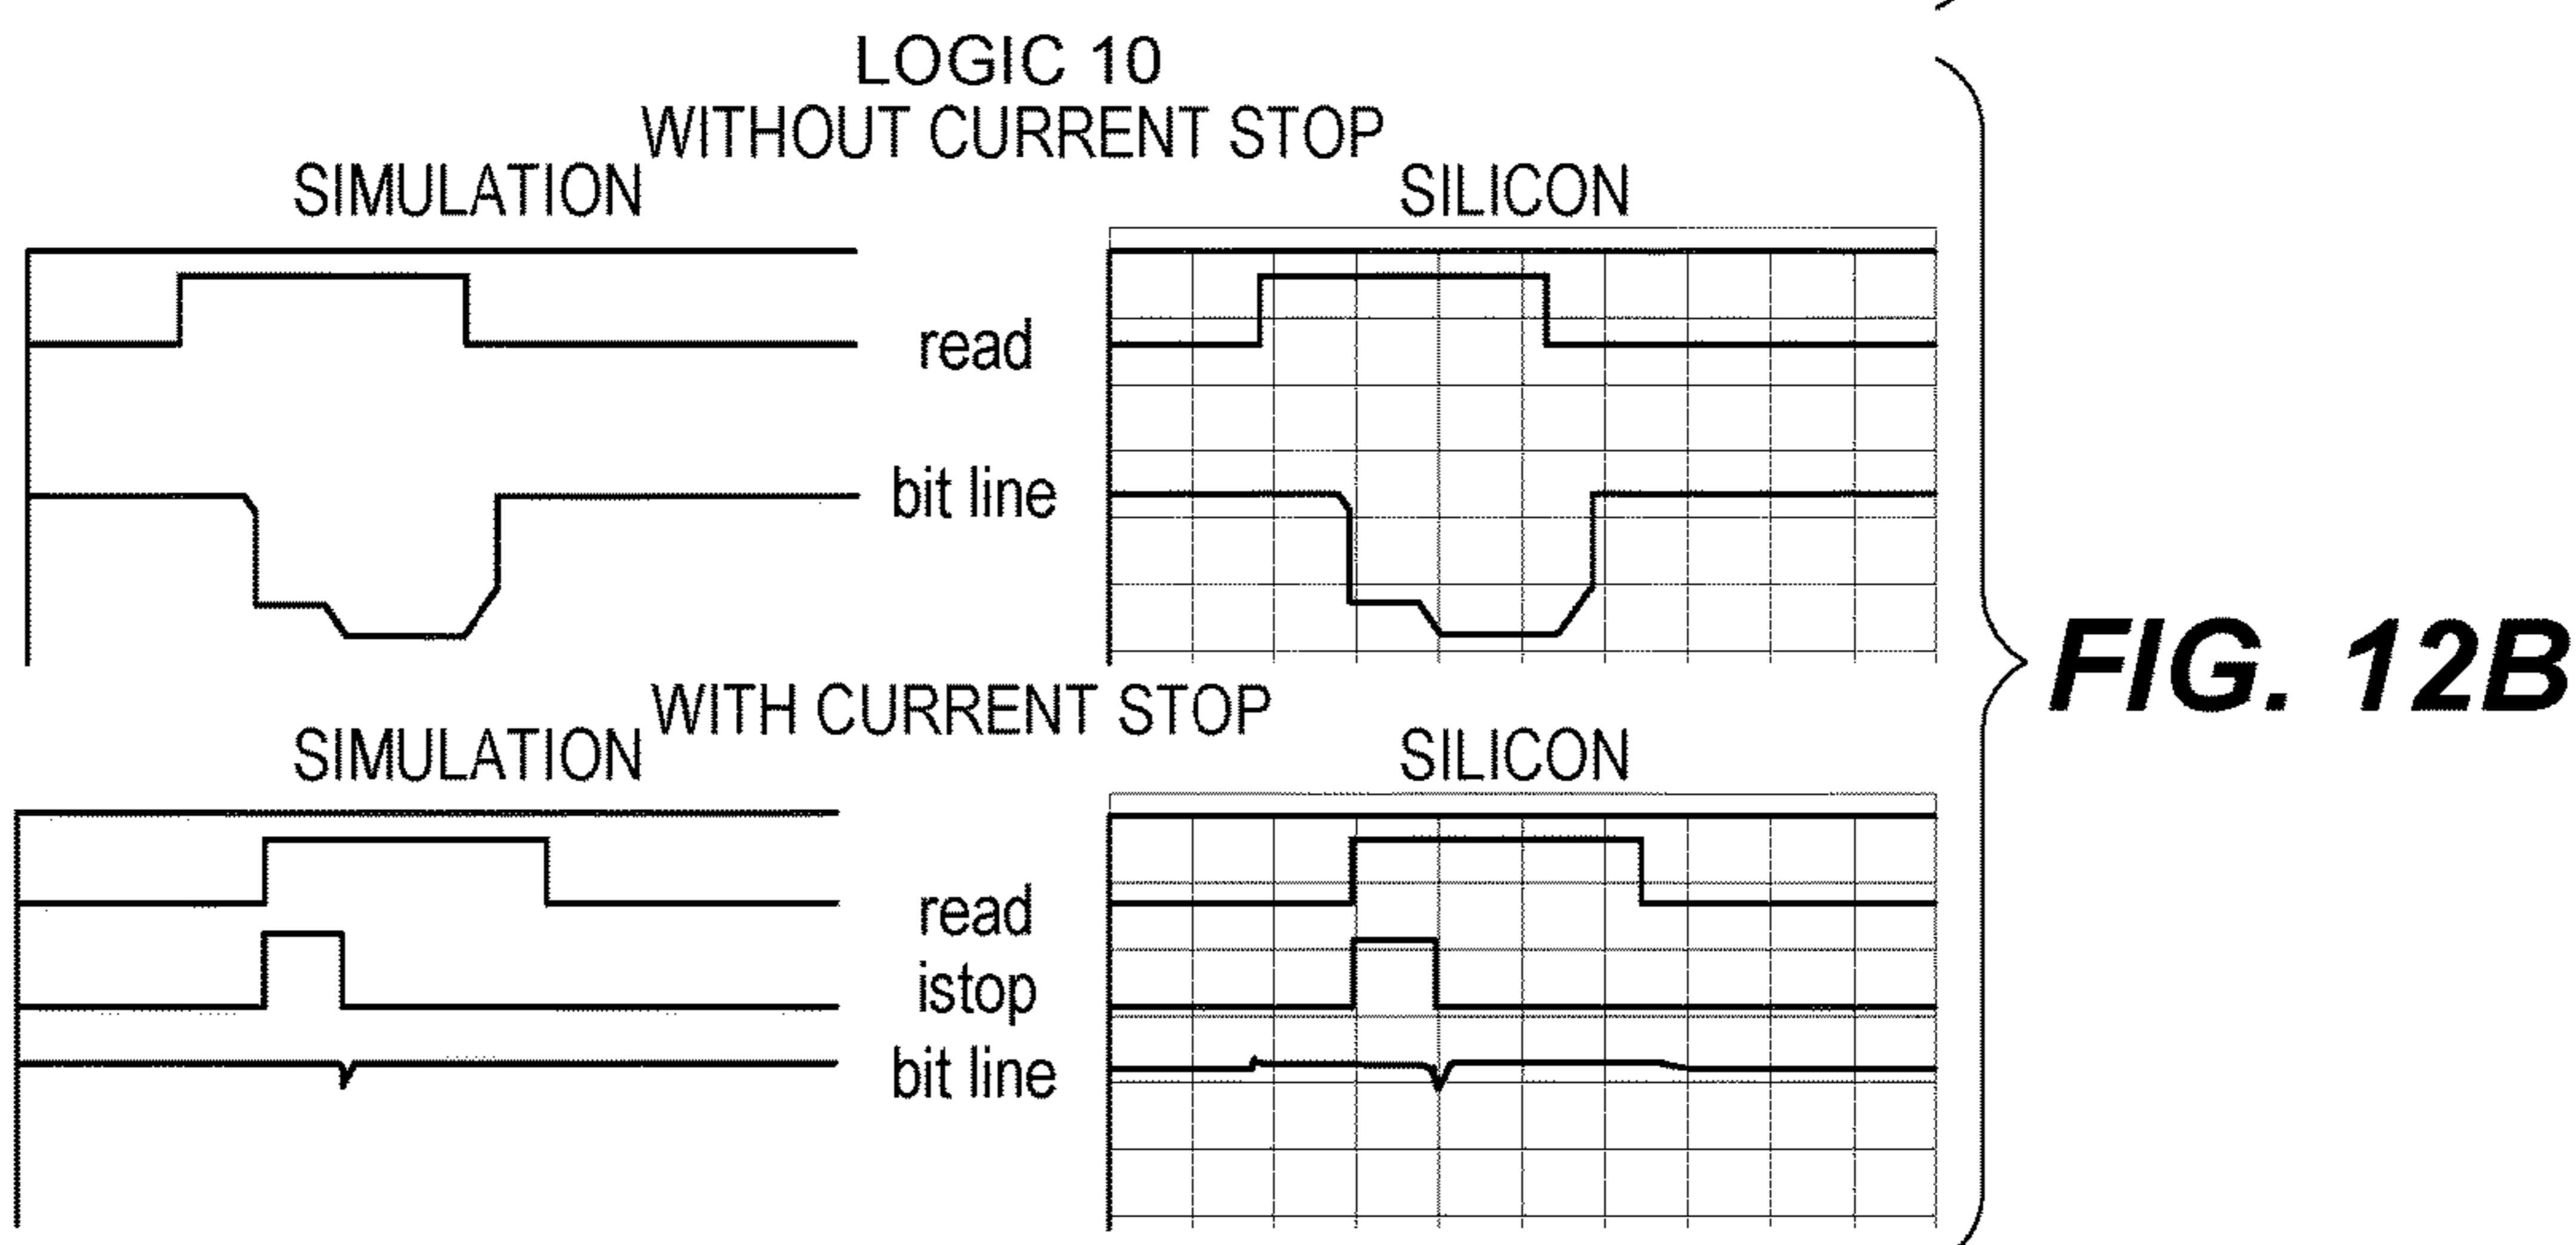 LOGIC 10
WITHOUT CURRENT STOP
SIMULATION
SILICON
read
bit line
WITH CURRENT STOP
SIMULATION
SILICON
read
istop
bit line
FIG. 12B